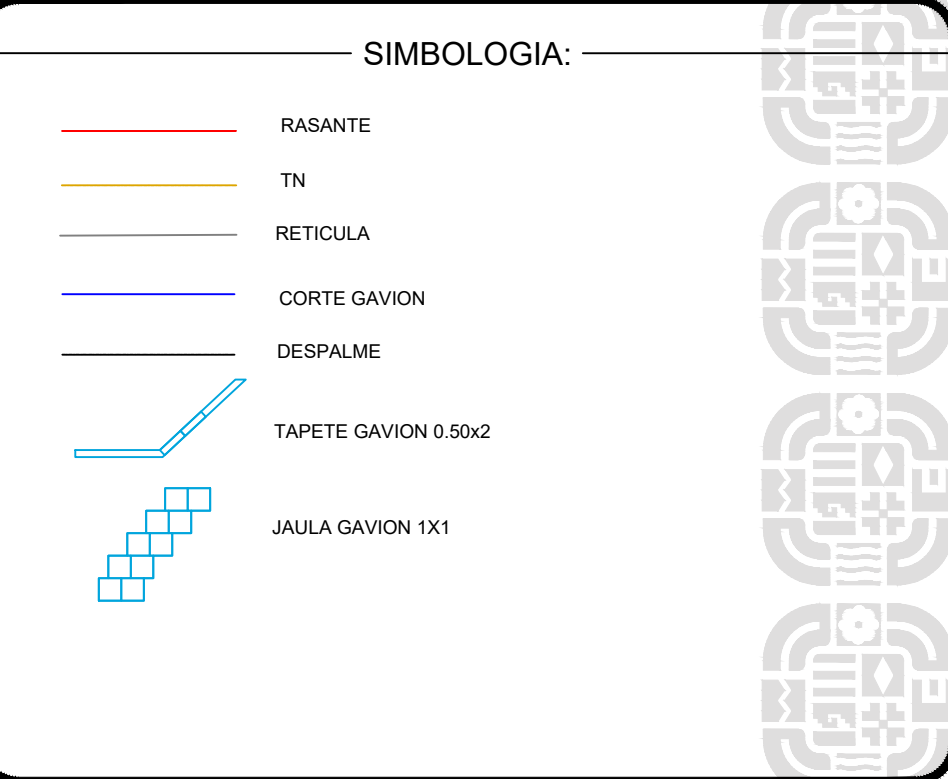 SIMBOLOGIA:
RASANTE
TN
RETICULA
CORTE GAVION
DESPALME
TAPETE GAVION 0.50x2
JAULA GAVION 1X1